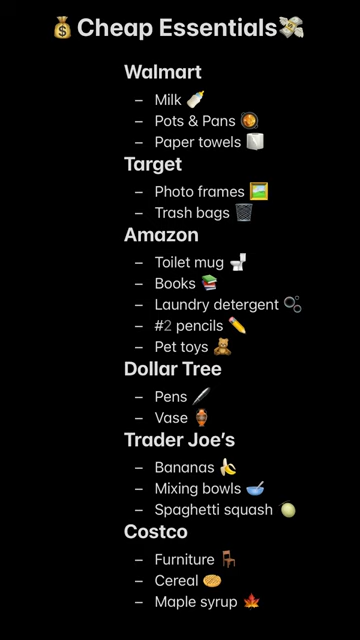 💰Cheap Essentials💸
Walmart
– Milk 🍼
– Pots & Pans 🥘
– Paper towels 🧻
Target
– Photo frames 🖼️
– Trash bags 🗑️
Amazon
– Toilet mug 🚽
– Books 📚
– Laundry detergent 🫧
– #2 pencils ✏️
– Pet toys 🧸
Dollar Tree
– Pens 🖋️
– Vase 🏺
Trader Joe's
– Bananas 🍌
– Mixing bowls 🥣
– Spaghetti squash 🍈
Costco
– Furniture 🪑
– Cereal 🥯
– Maple syrup 🍁